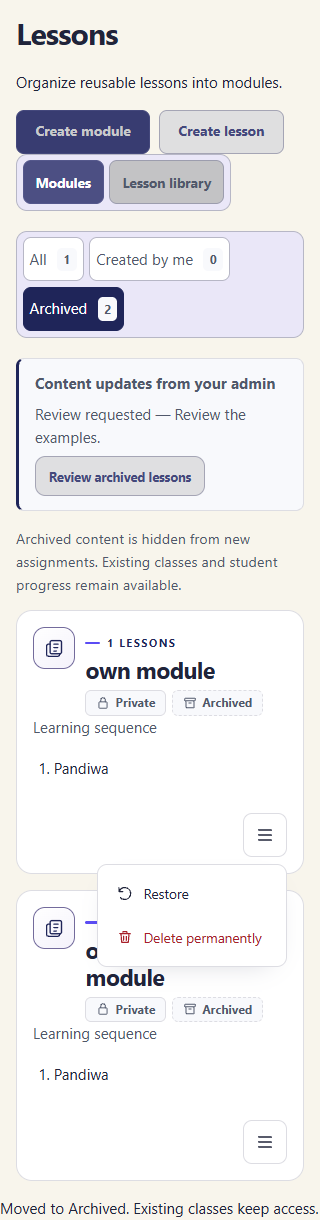 Lessons
Organize reusable lessons into modules.
Create module
Create lesson
Modules
Lesson library
All 1
Created by me 0
Archived 2
Content updates from your admin
Review requested — Review the
examples.
Review archived lessons
Archived content is hidden from new
assignments. Existing classes and student
progress remain available.
1 LESSONS
own module
Private
Archived
Learning sequence
1. Pandiwa
Restore
Delete permanently
module
Private
Archived
Learning sequence
1. Pandiwa
Moved to Archived. Existing classes keep access.